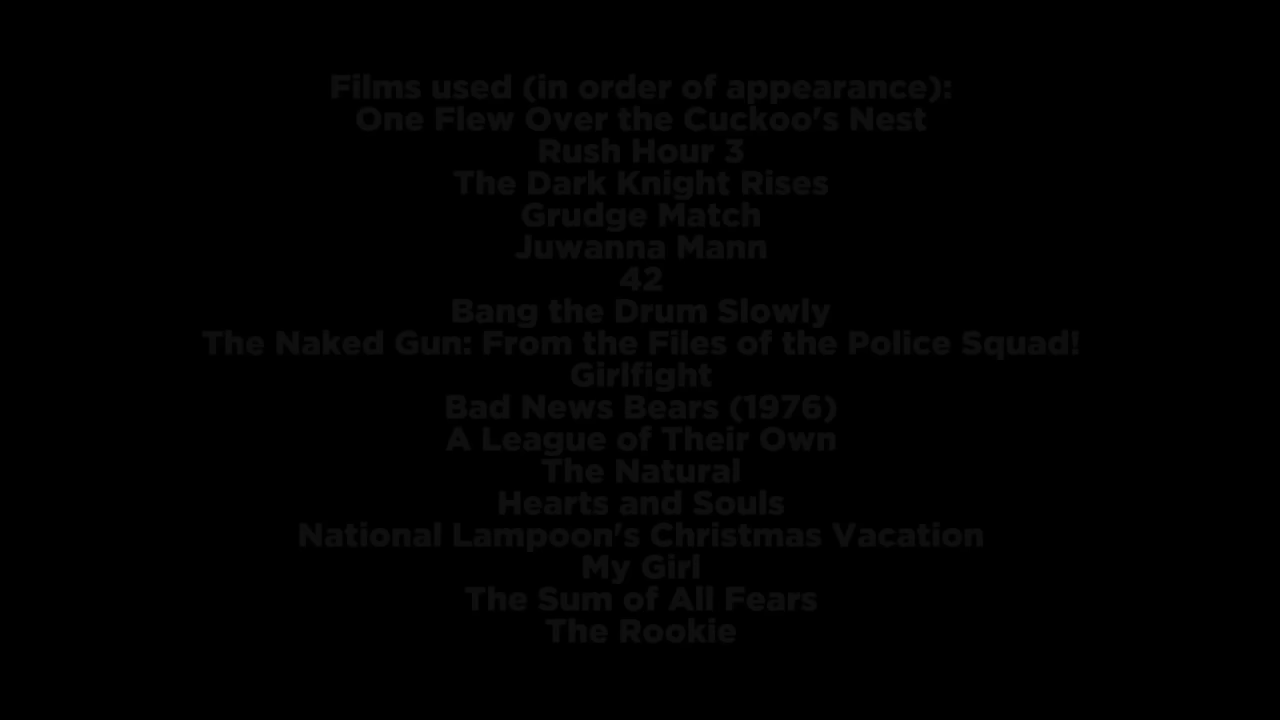 Films used (in order of appearance):
One Flew Over the Cuckoo's Nest
Rush Hour 3
The Dark Knight Rises
Grudge Match
Juwanna Mann
42
Bang the Drum Slowly
The Naked Gun: From the Files of the Police Squad!
Girlfight
Bad News Bears (1976)
A League of Their Own
The Natural
Hearts and Souls
National Lampoon's Christmas Vacation
My Girl
The Sum of All Fears
The Rookie